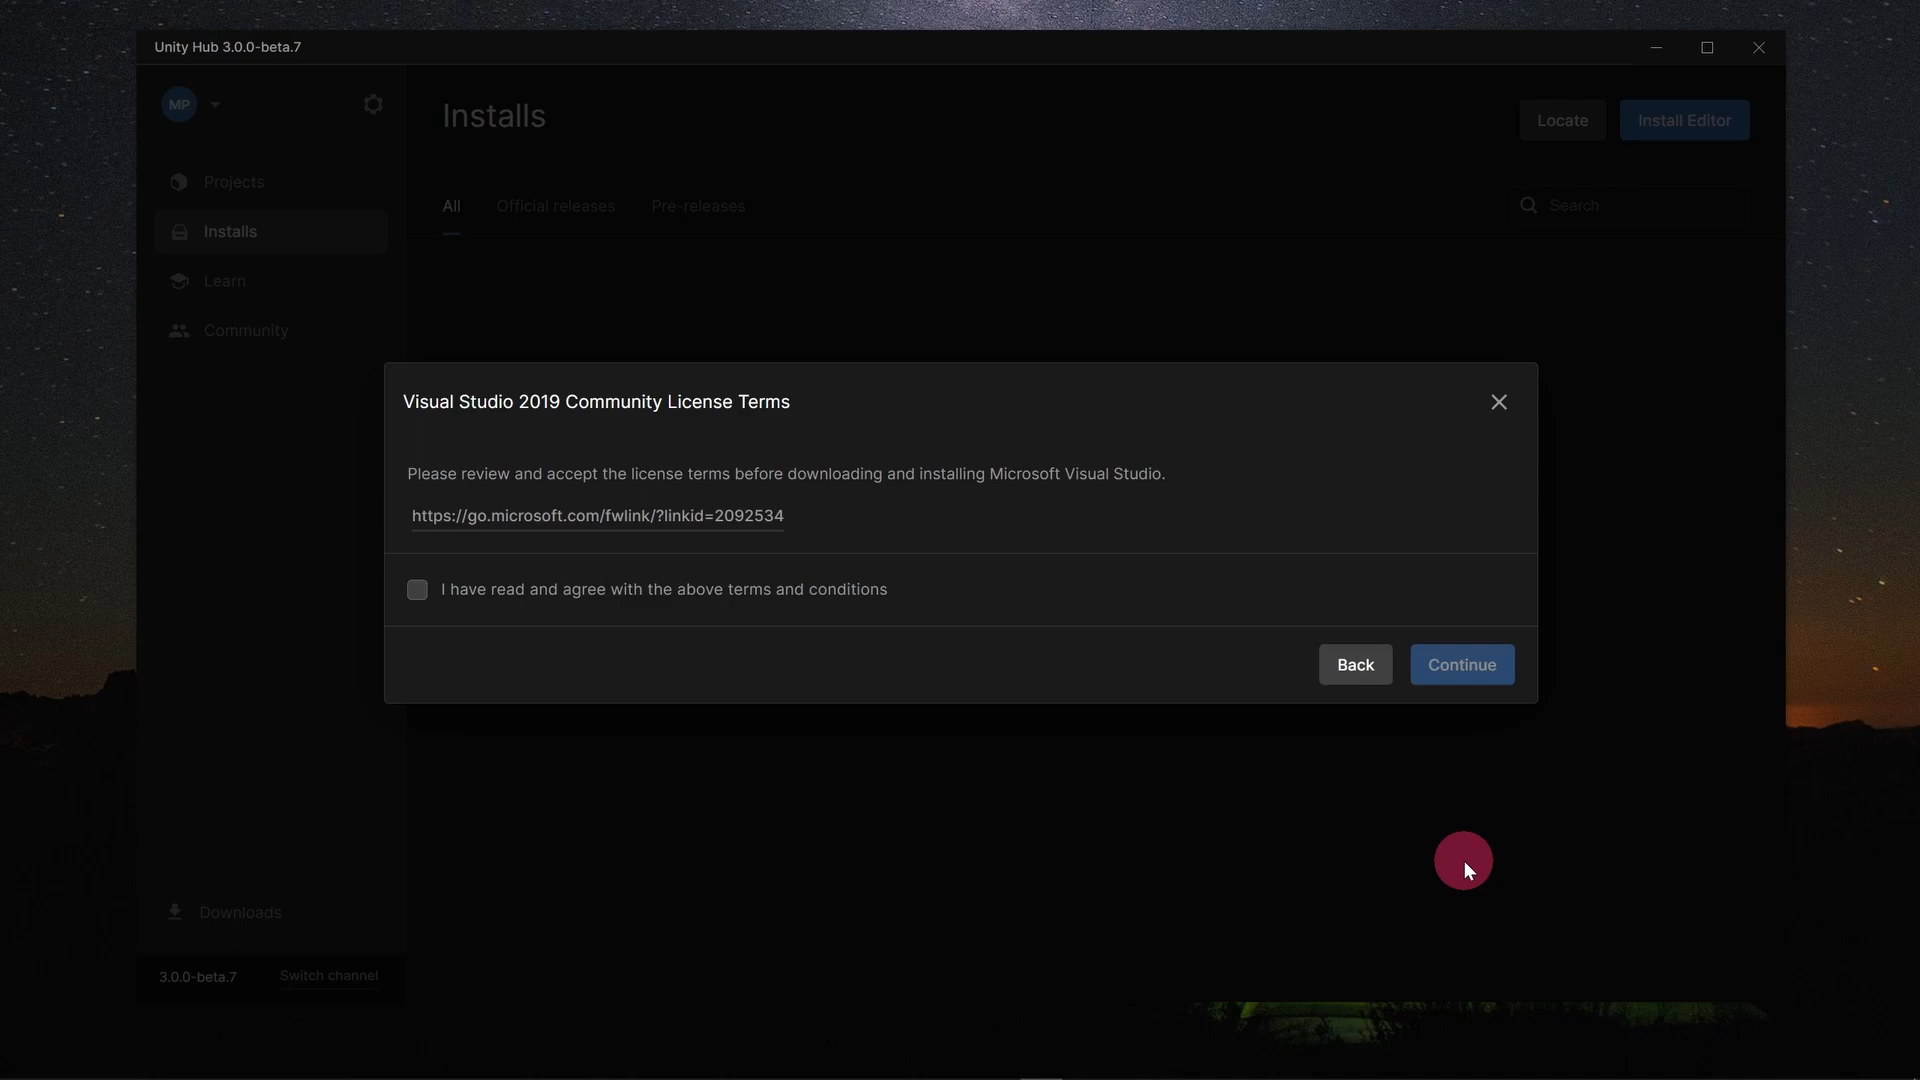 Unity Hub 3.0.0-beta.7
MP
Installs
Locate
Install Editor
Projects
Installs
Learn
Community
All
Official releases
Pre-releases
Search
Visual Studio 2019 Community License Terms
Please review and accept the license terms before downloading and installing Microsoft Visual Studio.
https://go.microsoft.com/fwlink/?linkid=2092534
I have read and agree with the above terms and conditions
Back
Continue
Downloads
3.0.0-beta.7
Switch channel